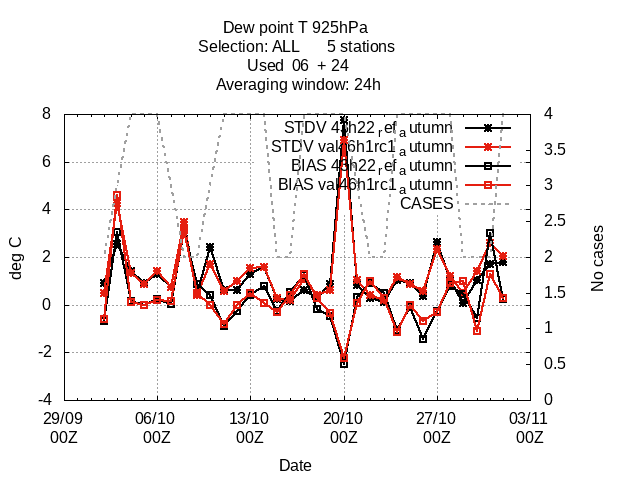 Dew point T 925hPa
Selection: ALL 5 stations
Used 06 + 24
Averaging window: 24h
STDV 43h22ref_autumn
STDV val46h1rc1_autumn
BIAS 43h22ref_autumn
BIAS val46h1rc1_autumn
CASES
deg C
8
6
4
2
0
-2
-4
No cases
4
3.5
3
2.5
2
1.5
1
0.5
0
29/09 06/10 13/10 20/10 27/10 03/11
00Z 00Z 00Z 00Z 00Z 00Z
Date